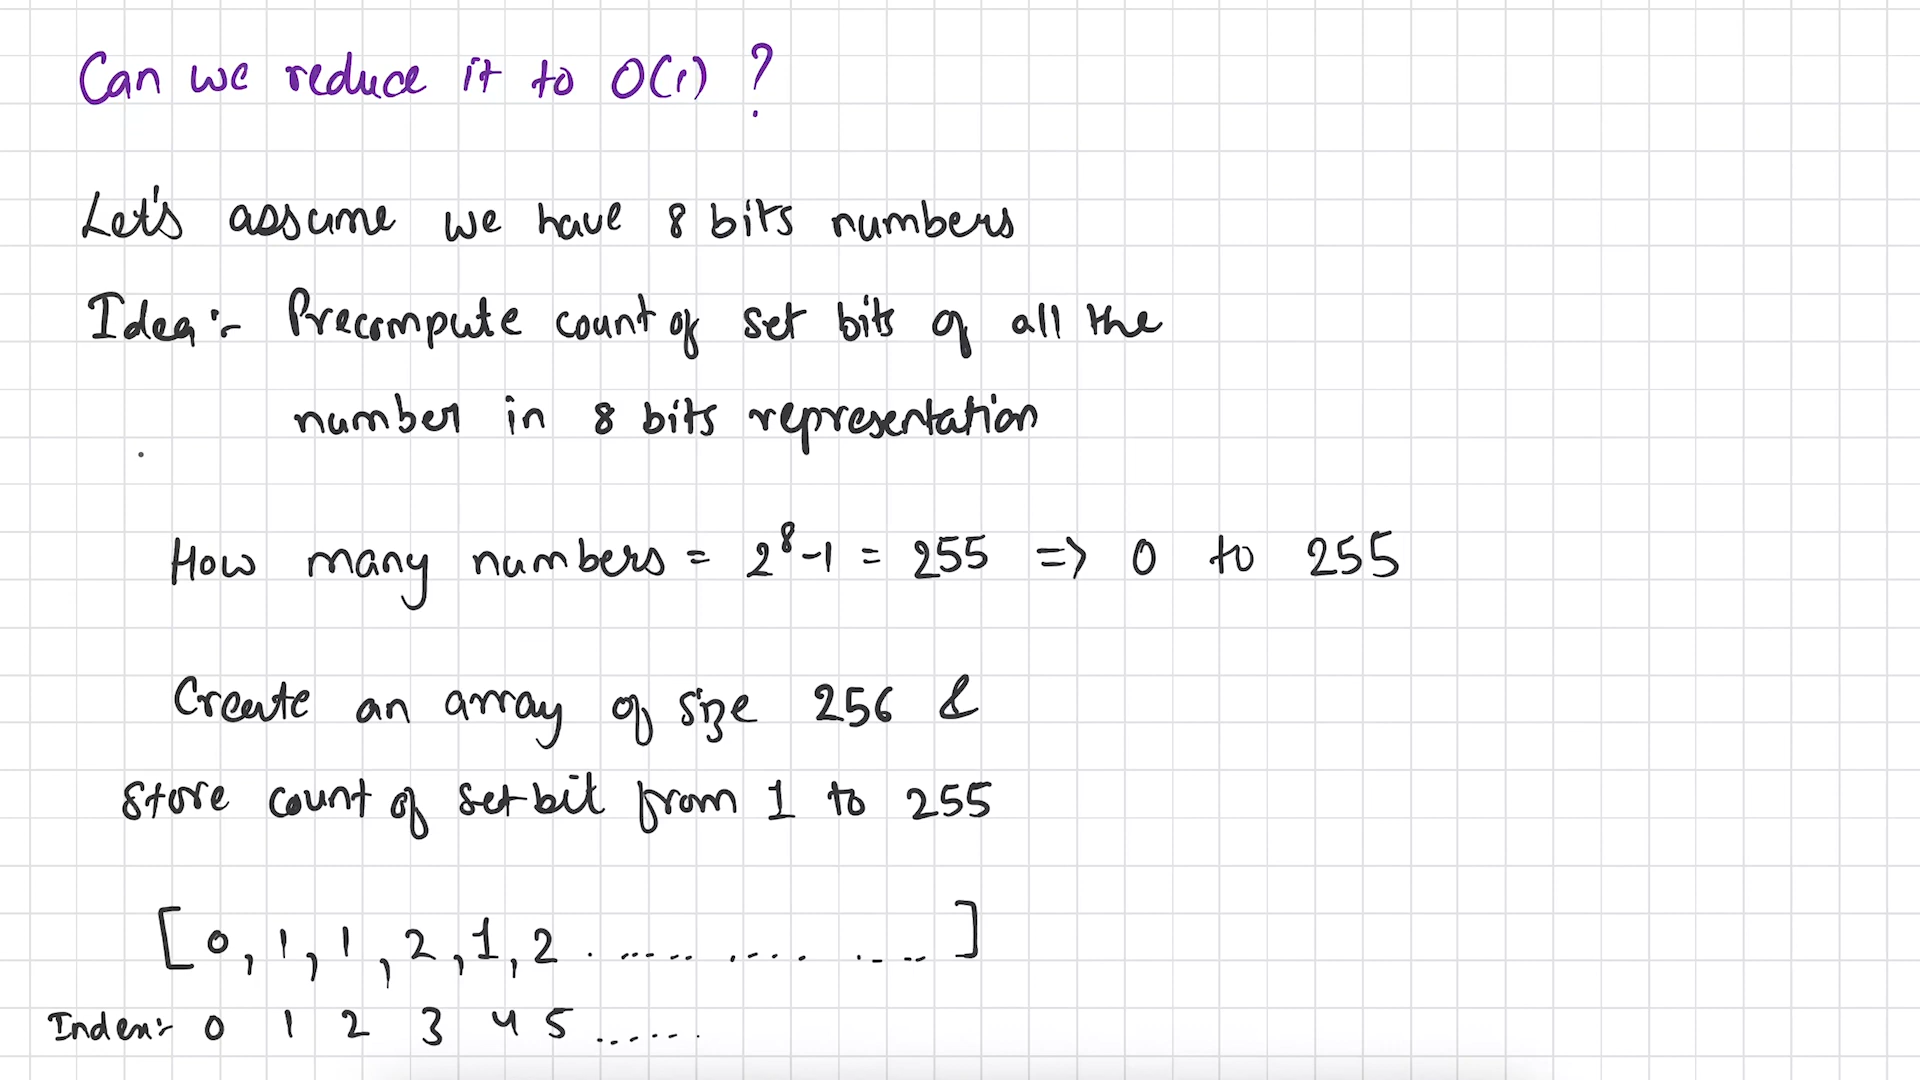 Can we reduce it to O(1) ?
Let's assume we have 8 bits numbers
Idea:- Precompute count of set bits of all the
number in 8 bits representation
How many numbers = 2⁸-1 = 255 => 0 to 255
Create an array of size 256 &
store count of set bit from 1 to 255
[0,1,1,2,1,2 . ..... ..... .....]
Index:- 0 1 2 3 4 5 ......